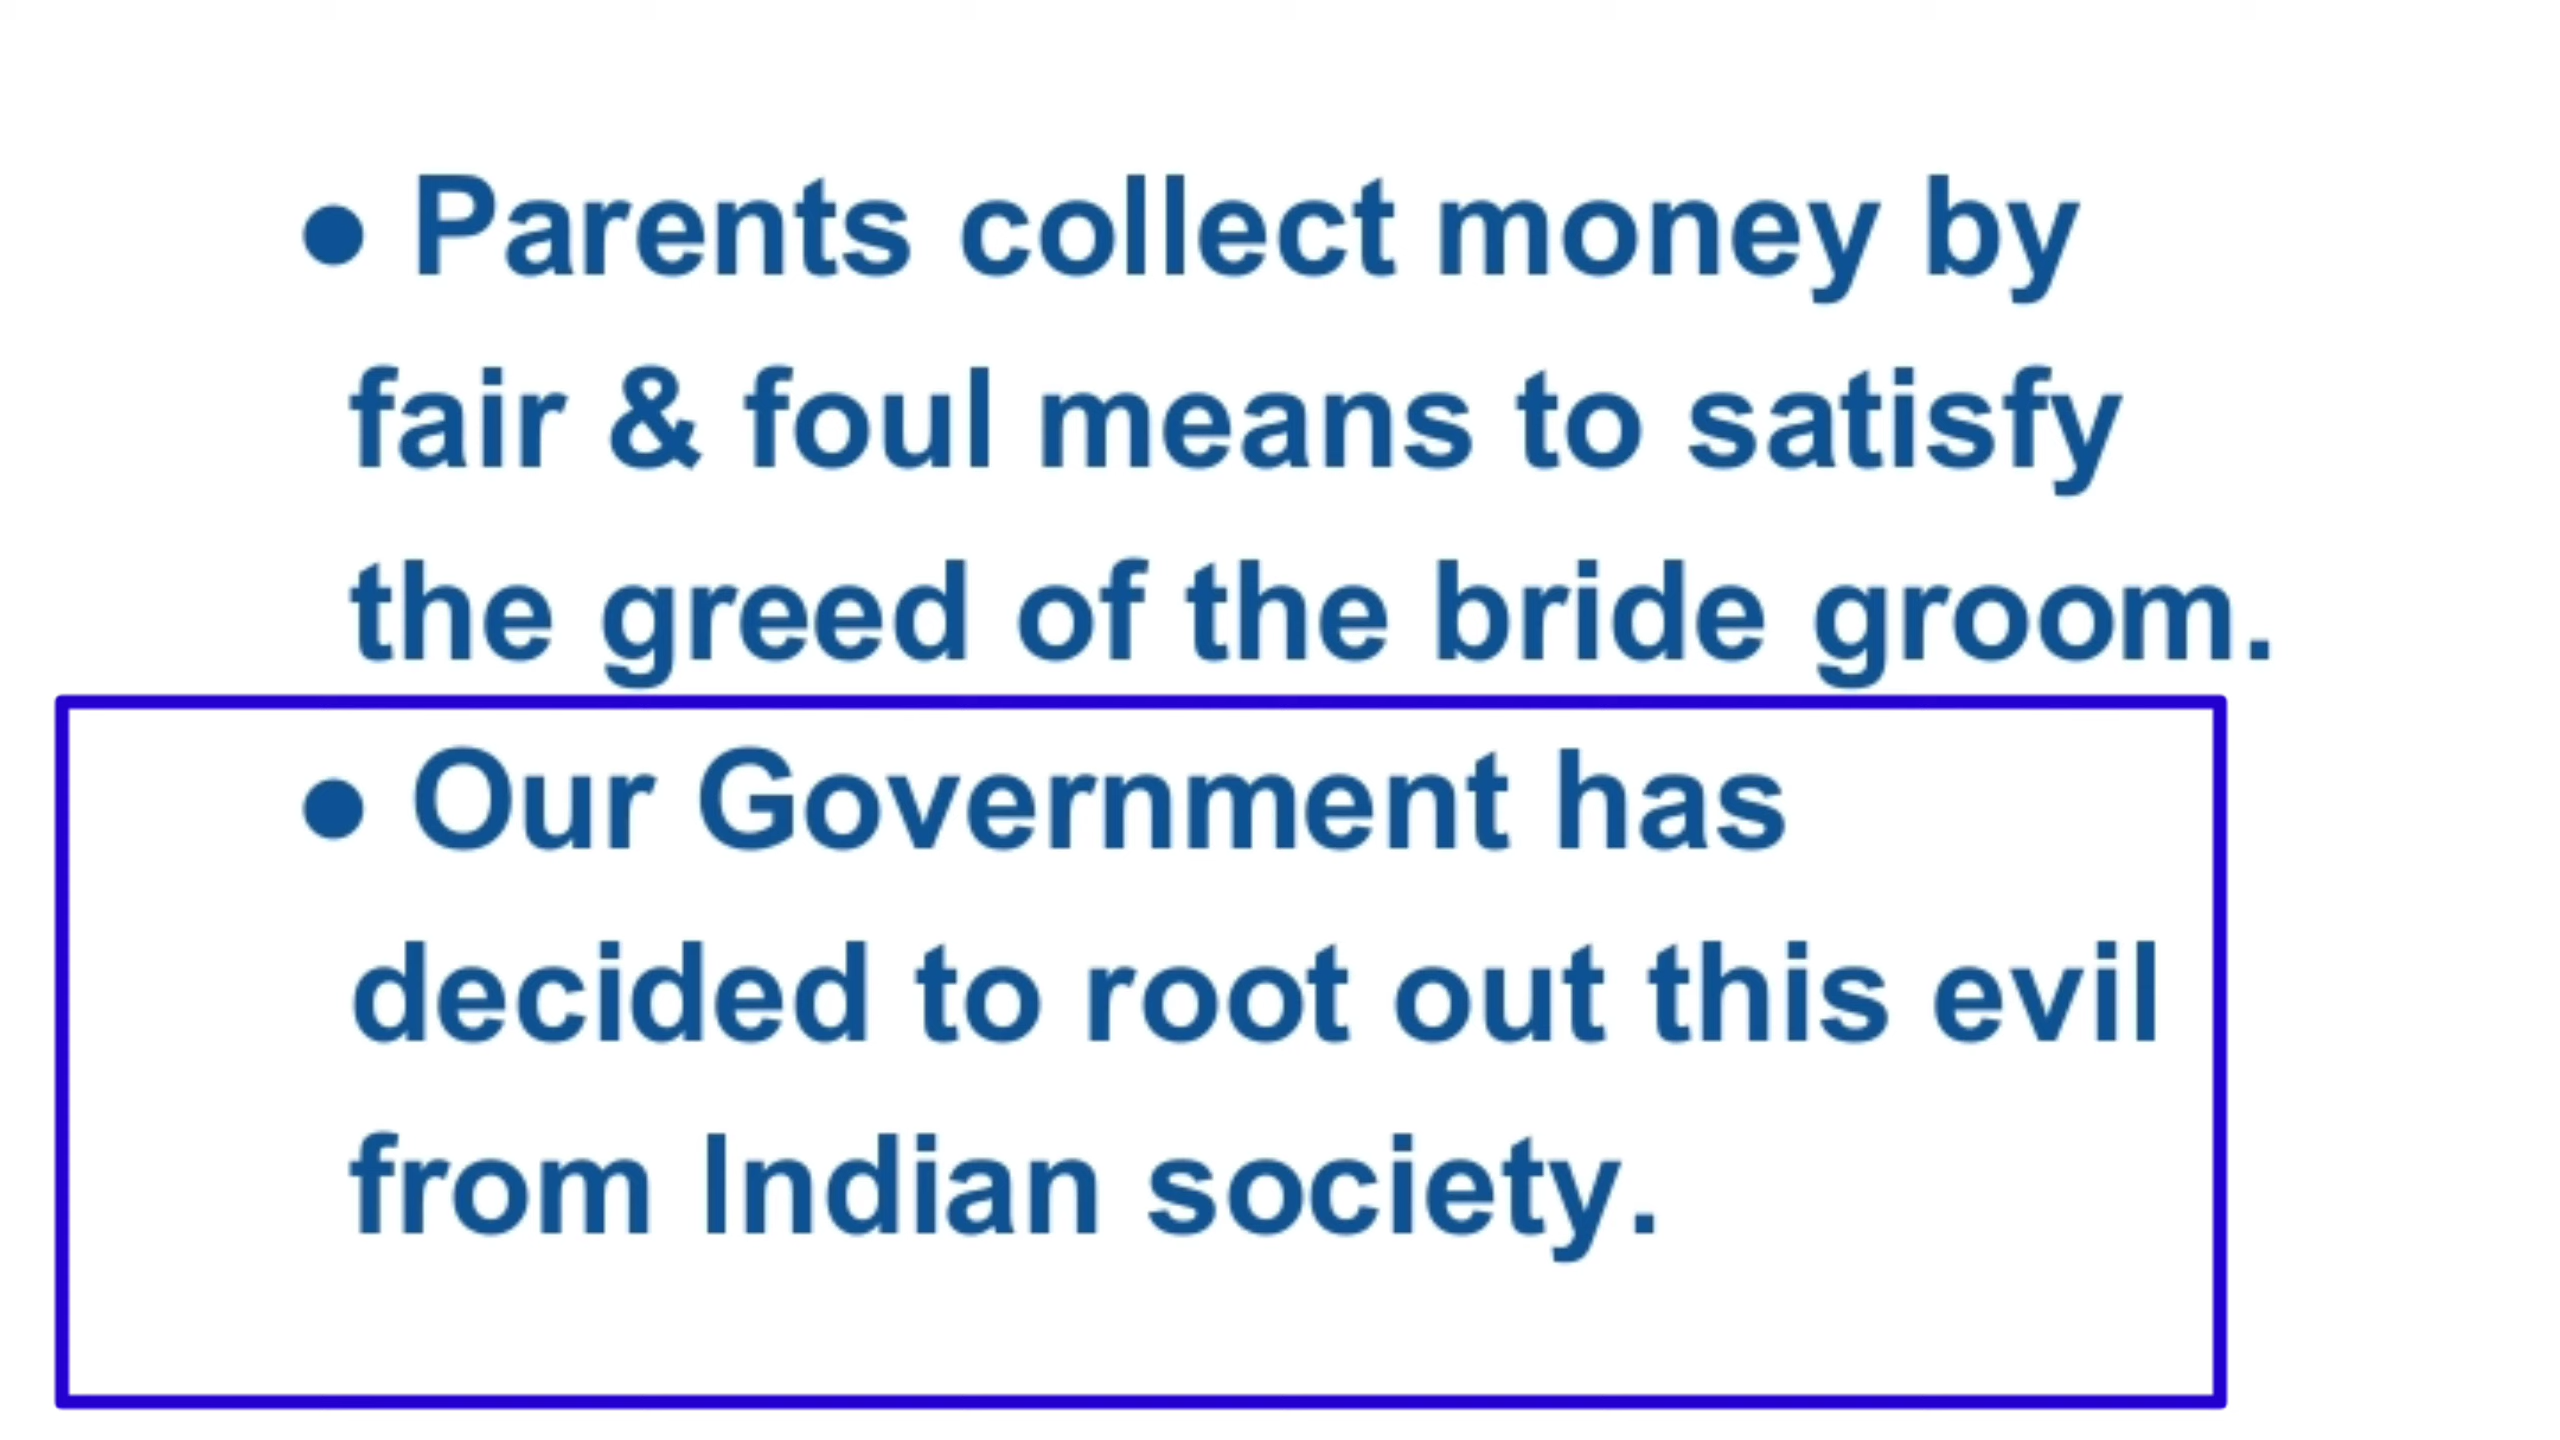 • Parents collect money by
fair & foul means to satisfy
the greed of the bride groom.
• Our Government has
decided to root out this evil
from Indian society.